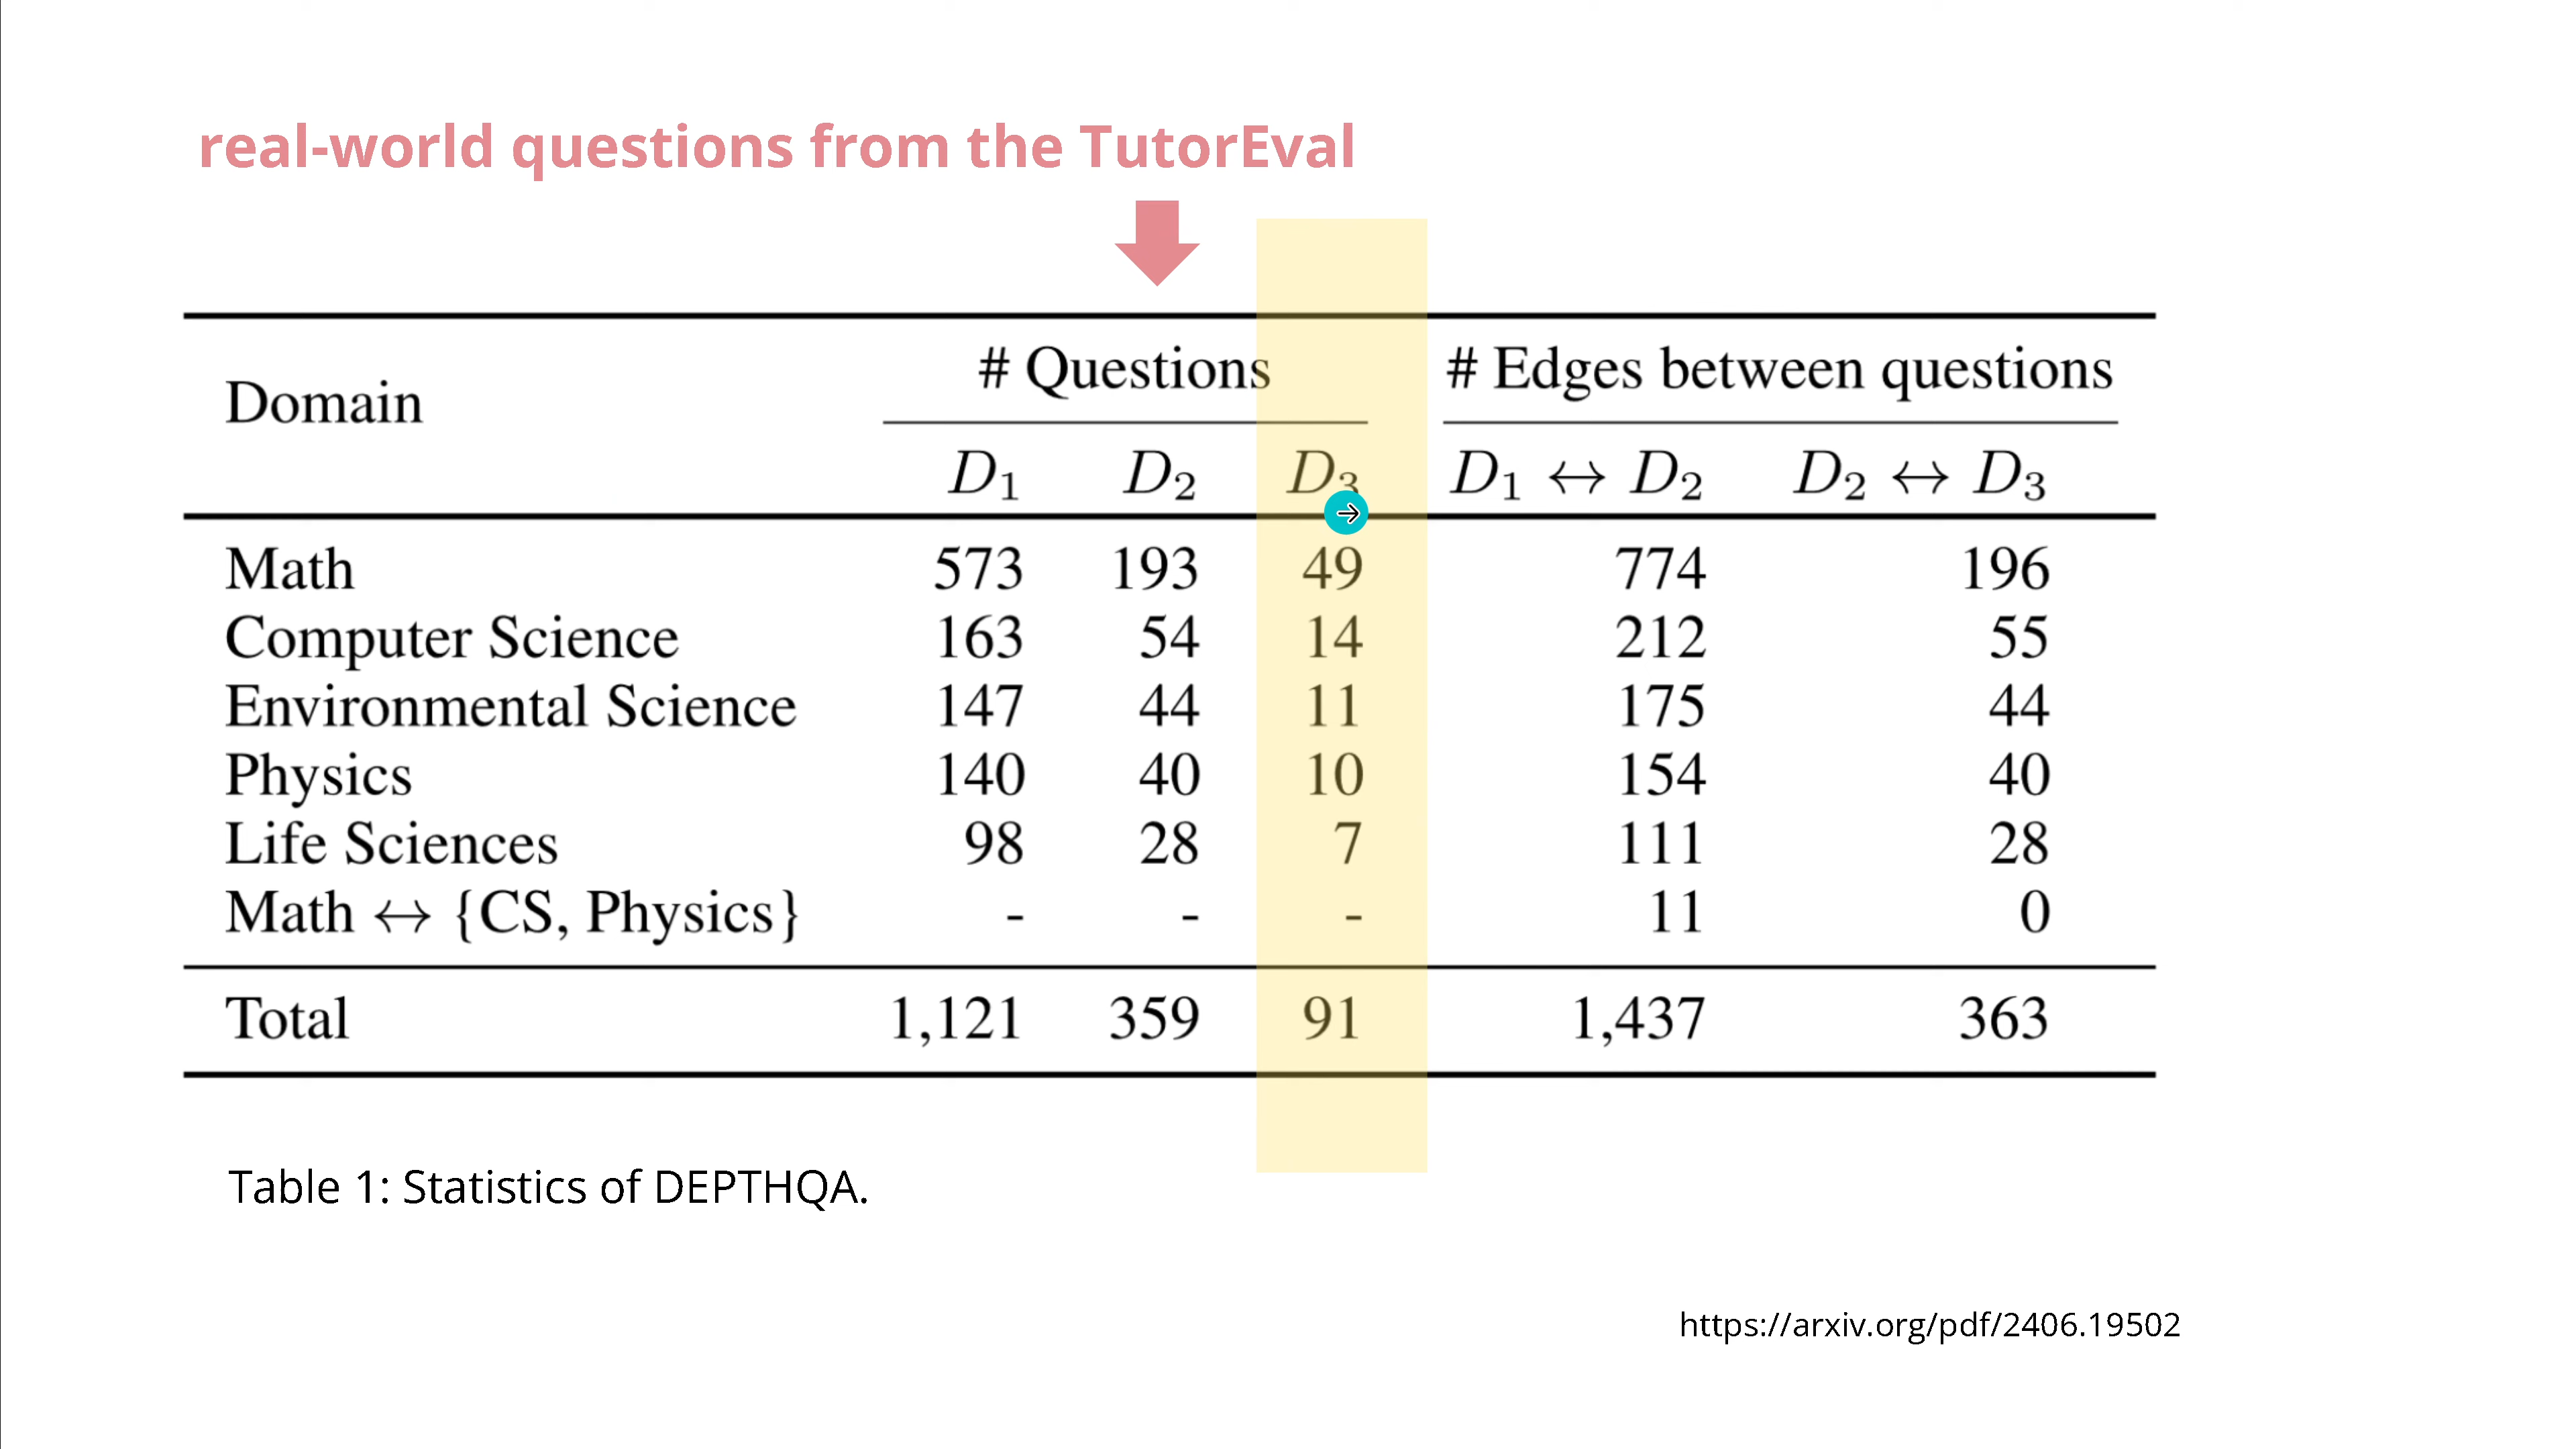 real-world questions from the TutorEval
Domain # Questions # Edges between questions
D₁ D₂ D₃ D₁ ↔ D₂ D₂ ↔ D₃
Math 573 193 49 774 196
Computer Science 163 54 14 212 55
Environmental Science 147 44 11 175 44
Physics 140 40 10 154 40
Life Sciences 98 28 7 111 28
Math ↔ {CS, Physics} - - - 11 0
Total 1,121 359 91 1,437 363
Table 1: Statistics of DEPTHQA.
https://arxiv.org/pdf/2406.19502